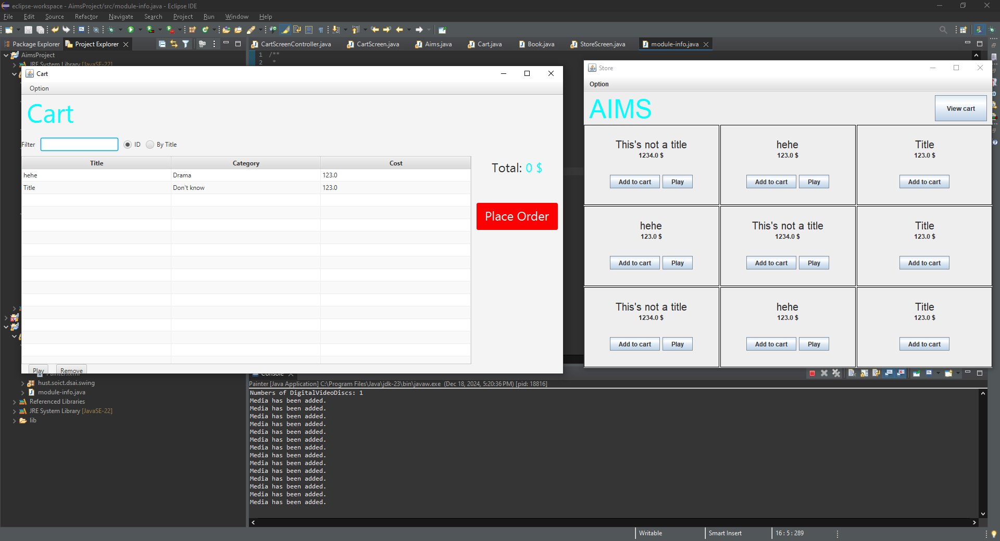 eclipse-workspace - AimsProject/src/module-info.java - Eclipse IDE
File Edit Source Refactor Navigate Search Project Run Window Help
Package Explorer Project Explorer CartScreenController.java CartScreen.java Aims.java Cart.java Book.java StoreScreen.java module-info.java
AimsProject
JRE System Library [JavaSE-22]
1 /**
2 *
Cart
Option
Cart
Filter ID By Title
Title Category Cost
hehe Drama 123.0
Title Don't know 123.0
Total: 0 $
Place Order
Play Remove
Store
Option
AIMS
View cart
This's not a title hehe Title
1234.0 $ 123.0 $ 123.0 $
Add to cart Play Add to cart Play Add to cart
hehe This's not a title Title
123.0 $ 1234.0 $ 123.0 $
Add to cart Play Add to cart Play Add to cart
This's not a title hehe Title
1234.0 $ 123.0 $ 123.0 $
Add to cart Play Add to cart Play Add to cart
Painter.fxml
hust.soict.dsai.swing
module-info.java
Referenced Libraries
JRE System Library [JavaSE-22]
lib
Console
Painter [Java Application] C:\Program Files\Java\jdk-23\bin\javaw.exe (Dec 18, 2024, 5:20:36 PM) [pid: 18816]
Numbers of DigitalVideoDiscs: 1
Media has been added.
Media has been added.
Media has been added.
Media has been added.
Media has been added.
Media has been added.
Media has been added.
Media has been added.
Media has been added.
Media has been added.
Media has been added.
Media has been added.
Media has been added.
Media has been added.
Writable Smart Insert 16 : 5 : 289